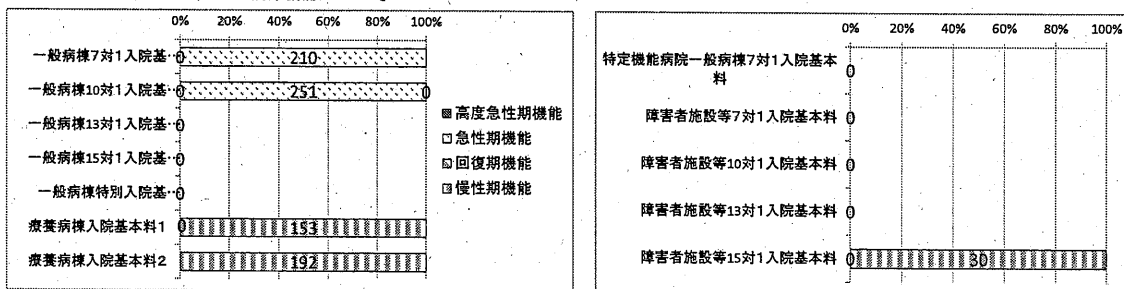 0% 20% 40% 60% 80% 100%
一般病棟7対1入院基… 0 210
一般病棟10対1入院基… 0 251 0
一般病棟13対1入院基… 0
一般病棟15対1入院基… 0
一般病棟特別入院基… 0
療養病棟入院基本料1 0 153
療養病棟入院基本料2 192
高度急性期機能
急性期機能
回復期機能
慢性期機能
0% 20% 40% 60% 80% 100%
特定機能病院一般病棟7対1入院基本
料 0
障害者施設等7対1入院基本料 0
障害者施設等10対1入院基本料 0
障害者施設等13対1入院基本料 0
障害者施設等15対1入院基本料 0 30